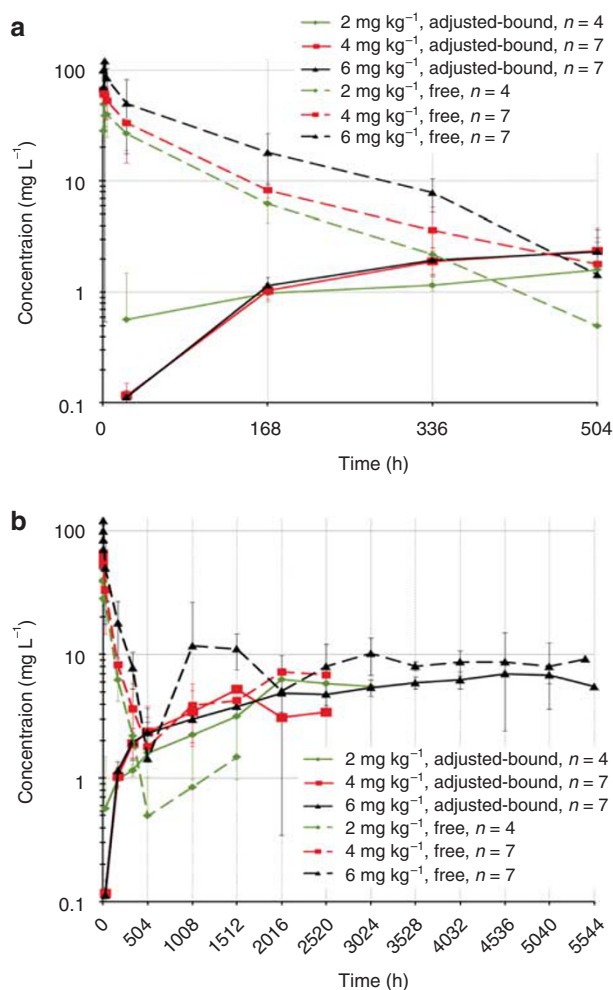 a
2 mg kg⁻¹, adjusted-bound, n = 4
4 mg kg⁻¹, adjusted-bound, n = 7
6 mg kg⁻¹, adjusted-bound, n = 7
2 mg kg⁻¹, free, n = 4
4 mg kg⁻¹, free, n = 7
6 mg kg⁻¹, free, n = 7
Concentraion (mg L⁻¹)
100
10
1
0.1
0 168 336 504
Time (h)
b
Concentraion (mg L⁻¹)
100
10
1
0.1
2 mg kg⁻¹, adjusted-bound, n = 4
4 mg kg⁻¹, adjusted-bound, n = 7
6 mg kg⁻¹, adjusted-bound, n = 7
2 mg kg⁻¹, free, n = 4
4 mg kg⁻¹, free, n = 7
6 mg kg⁻¹, free, n = 7
0 504 1008 1512 2016 2520 3024 3528 4032 4536 5040 5544
Time (h)